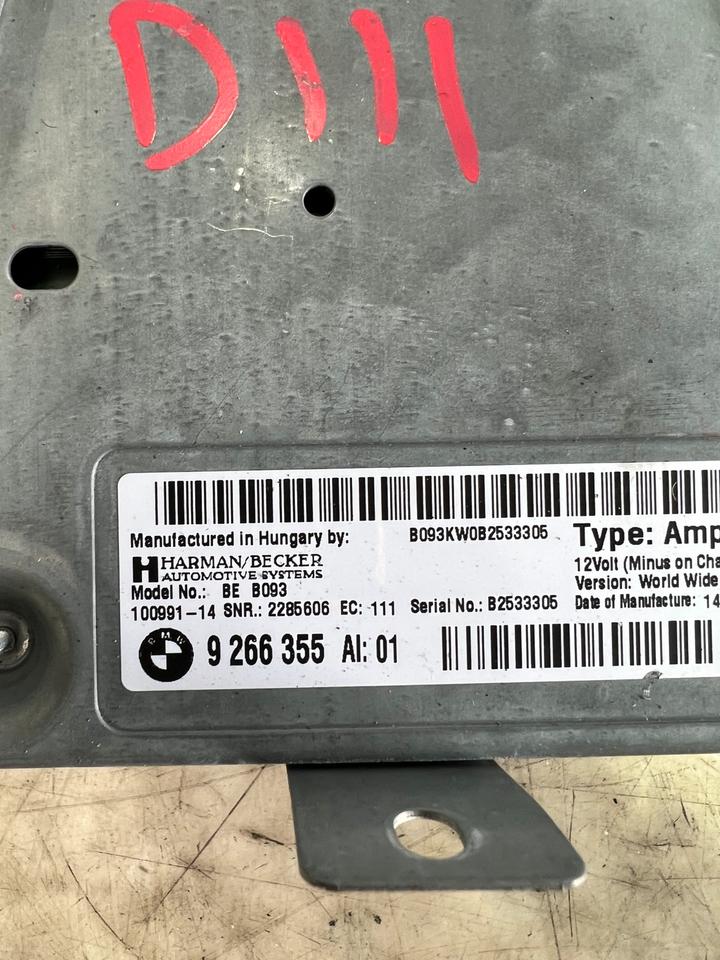 D111
Manufactured in Hungary by:
B093KW0B2533305
Type: Amp
H HARMAN/BECKER
AUTOMOTIVE SYSTEMS
12Volt (Minus on Cha
Model No.: BE B093
Version: World Wide
100991-14 SNR.: 2285606 EC: 111 Serial No.: B2533305
Date of Manufacture: 14
BMW
9 266 355 AI: 01